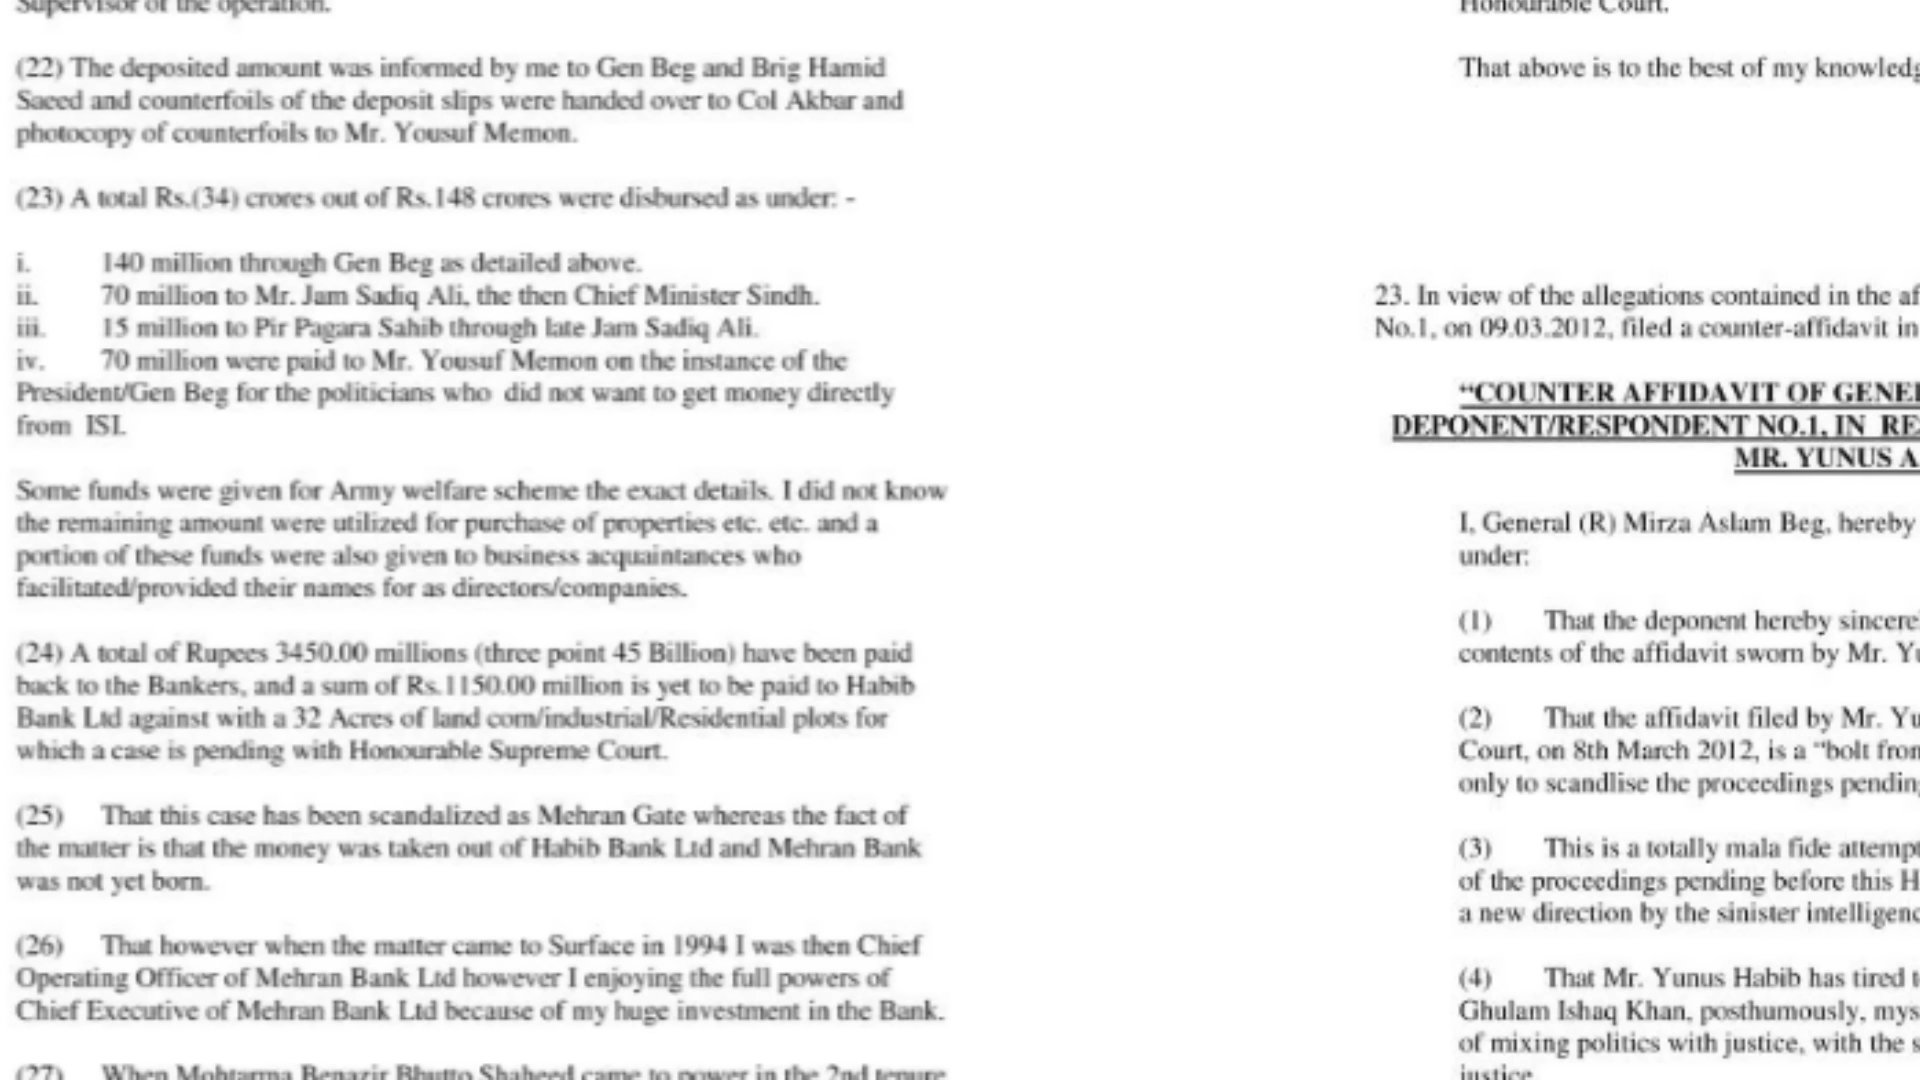 Supervisor of the operation.
(22) The deposited amount was informed by me to Gen Beg and Brig Hamid
Saeed and counterfoils of the deposit slips were handed over to Col Akbar and
photocopy of counterfoils to Mr. Yousuf Memon.
(23) A total Rs.(34) crores out of Rs.148 crores were disbursed as under: -
i. 140 million through Gen Beg as detailed above.
ii. 70 million to Mr. Jam Sadiq Ali, the then Chief Minister Sindh.
iii. 15 million to Pir Pagara Sahib through late Jam Sadiq Ali.
iv. 70 million were paid to Mr. Yousuf Memon on the instance of the
President/Gen Beg for the politicians who did not want to get money directly
from ISI.
Some funds were given for Army welfare scheme the exact details. I did not know
the remaining amount were utilized for purchase of properties etc. etc. and a
portion of these funds were also given to business acquaintances who
facilitated/provided their names for as directors/companies.
(24) A total of Rupees 3450.00 millions (three point 45 Billion) have been paid
back to the Bankers, and a sum of Rs.1150.00 million is yet to be paid to Habib
Bank Ltd against with a 32 Acres of land com/industrial/Residential plots for
which a case is pending with Honourable Supreme Court.
(25) That this case has been scandalized as Mehran Gate whereas the fact of
the matter is that the money was taken out of Habib Bank Ltd and Mehran Bank
was not yet born.
(26) That however when the matter came to Surface in 1994 I was then Chief
Operating Officer of Mehran Bank Ltd however I enjoying the full powers of
Chief Executive of Mehran Bank Ltd because of my huge investment in the Bank.
(27) When Mohtarma Benazir Bhutto Shaheed came to power in the 2nd tenure
Honourable Court.
That above is to the best of my knowledg
23. In view of the allegations contained in the af
No.1, on 09.03.2012, filed a counter-affidavit in
“COUNTER AFFIDAVIT OF GENE
DEPONENT/RESPONDENT NO.1, IN RE
MR. YUNUS A
I, General (R) Mirza Aslam Beg, hereby
under:
(1) That the deponent hereby sincere
contents of the affidavit sworn by Mr. Yu
(2) That the affidavit filed by Mr. Yu
Court, on 8th March 2012, is a “bolt from
only to scandlise the proceedings pending
(3) This is a totally mala fide attempt
of the proceedings pending before this H
a new direction by the sinister intelligenc
(4) That Mr. Yunus Habib has tired t
Ghulam Ishaq Khan, posthumously, mys
of mixing politics with justice, with the s
justice